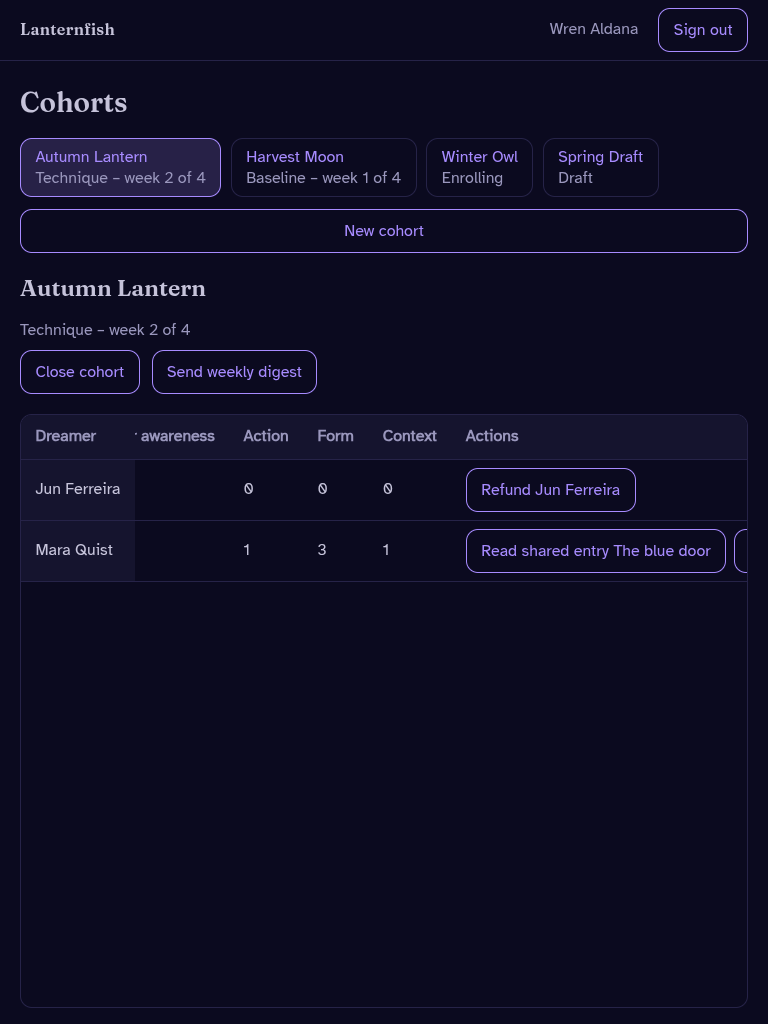 Lanternfish
Wren Aldana
Sign out
Cohorts
Autumn Lantern
Technique – week 2 of 4
Harvest Moon
Baseline – week 1 of 4
Winter Owl
Enrolling
Spring Draft
Draft
New cohort
Autumn Lantern
Technique – week 2 of 4
Close cohort
Send weekly digest
Dreamer awareness Action Form Context Actions
Jun Ferreira 0 0 0 Refund Jun Ferreira
Mara Quist 1 3 1 Read shared entry The blue door